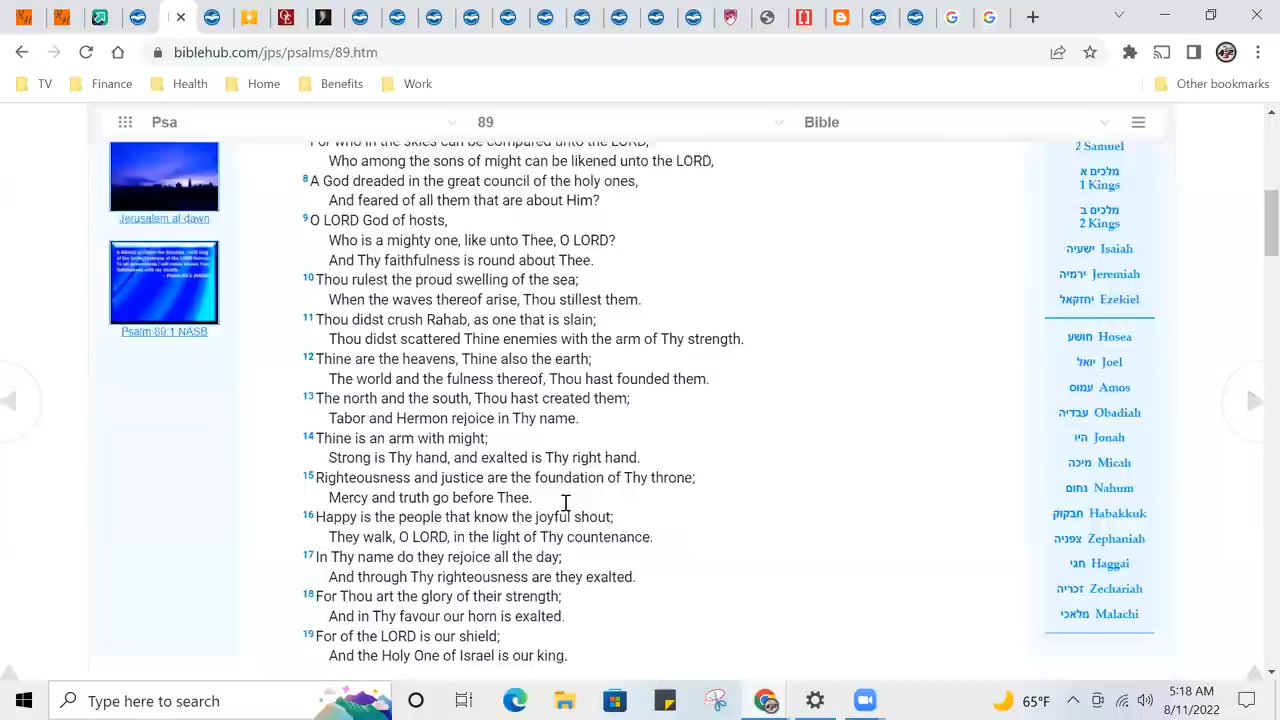 biblehub.com/jps/psalms/89.htm
TV
Finance
Health
Home
Benefits
Work
Other bookmarks
Psa
89
Bible
For who in the skies can be compared unto the LORD,
Who among the sons of might can be likened unto the LORD,
8 A God dreaded in the great council of the holy ones,
And feared of all them that are about Him?
9 O LORD God of hosts,
Who is a mighty one, like unto Thee, O LORD?
And Thy faithfulness is round about Thee.
10 Thou rulest the proud swelling of the sea;
When the waves thereof arise, Thou stillest them.
11 Thou didst crush Rahab, as one that is slain;
Thou didst scattered Thine enemies with the arm of Thy strength.
12 Thine are the heavens, Thine also the earth;
The world and the fulness thereof, Thou hast founded them.
13 The north and the south, Thou hast created them;
Tabor and Hermon rejoice in Thy name.
14 Thine is an arm with might;
Strong is Thy hand, and exalted is Thy right hand.
15 Righteousness and justice are the foundation of Thy throne;
Mercy and truth go before Thee.
16 Happy is the people that know the joyful shout;
They walk, O LORD, in the light of Thy countenance.
17 In Thy name do they rejoice all the day;
And through Thy righteousness are they exalted.
18 For Thou art the glory of their strength;
And in Thy favour our horn is exalted.
19 For of the LORD is our shield;
And the Holy One of Israel is our king.
Jerusalem at dawn
Psalm 89:1 NASB
2 Samuel
מלכים א
1 Kings
מלכים ב
2 Kings
ישעיה Isaiah
ירמיה Jeremiah
יחזקאל Ezekiel
הושע Hosea
יואל Joel
עמוס Amos
עבדיה Obadiah
היו Jonah
מיכה Micah
נחום Nahum
חבקוק Habakkuk
צפניה Zephaniah
חגי Haggai
זכריה Zechariah
מלאכי Malachi
Type here to search
65°F
5:18 AM
8/11/2022